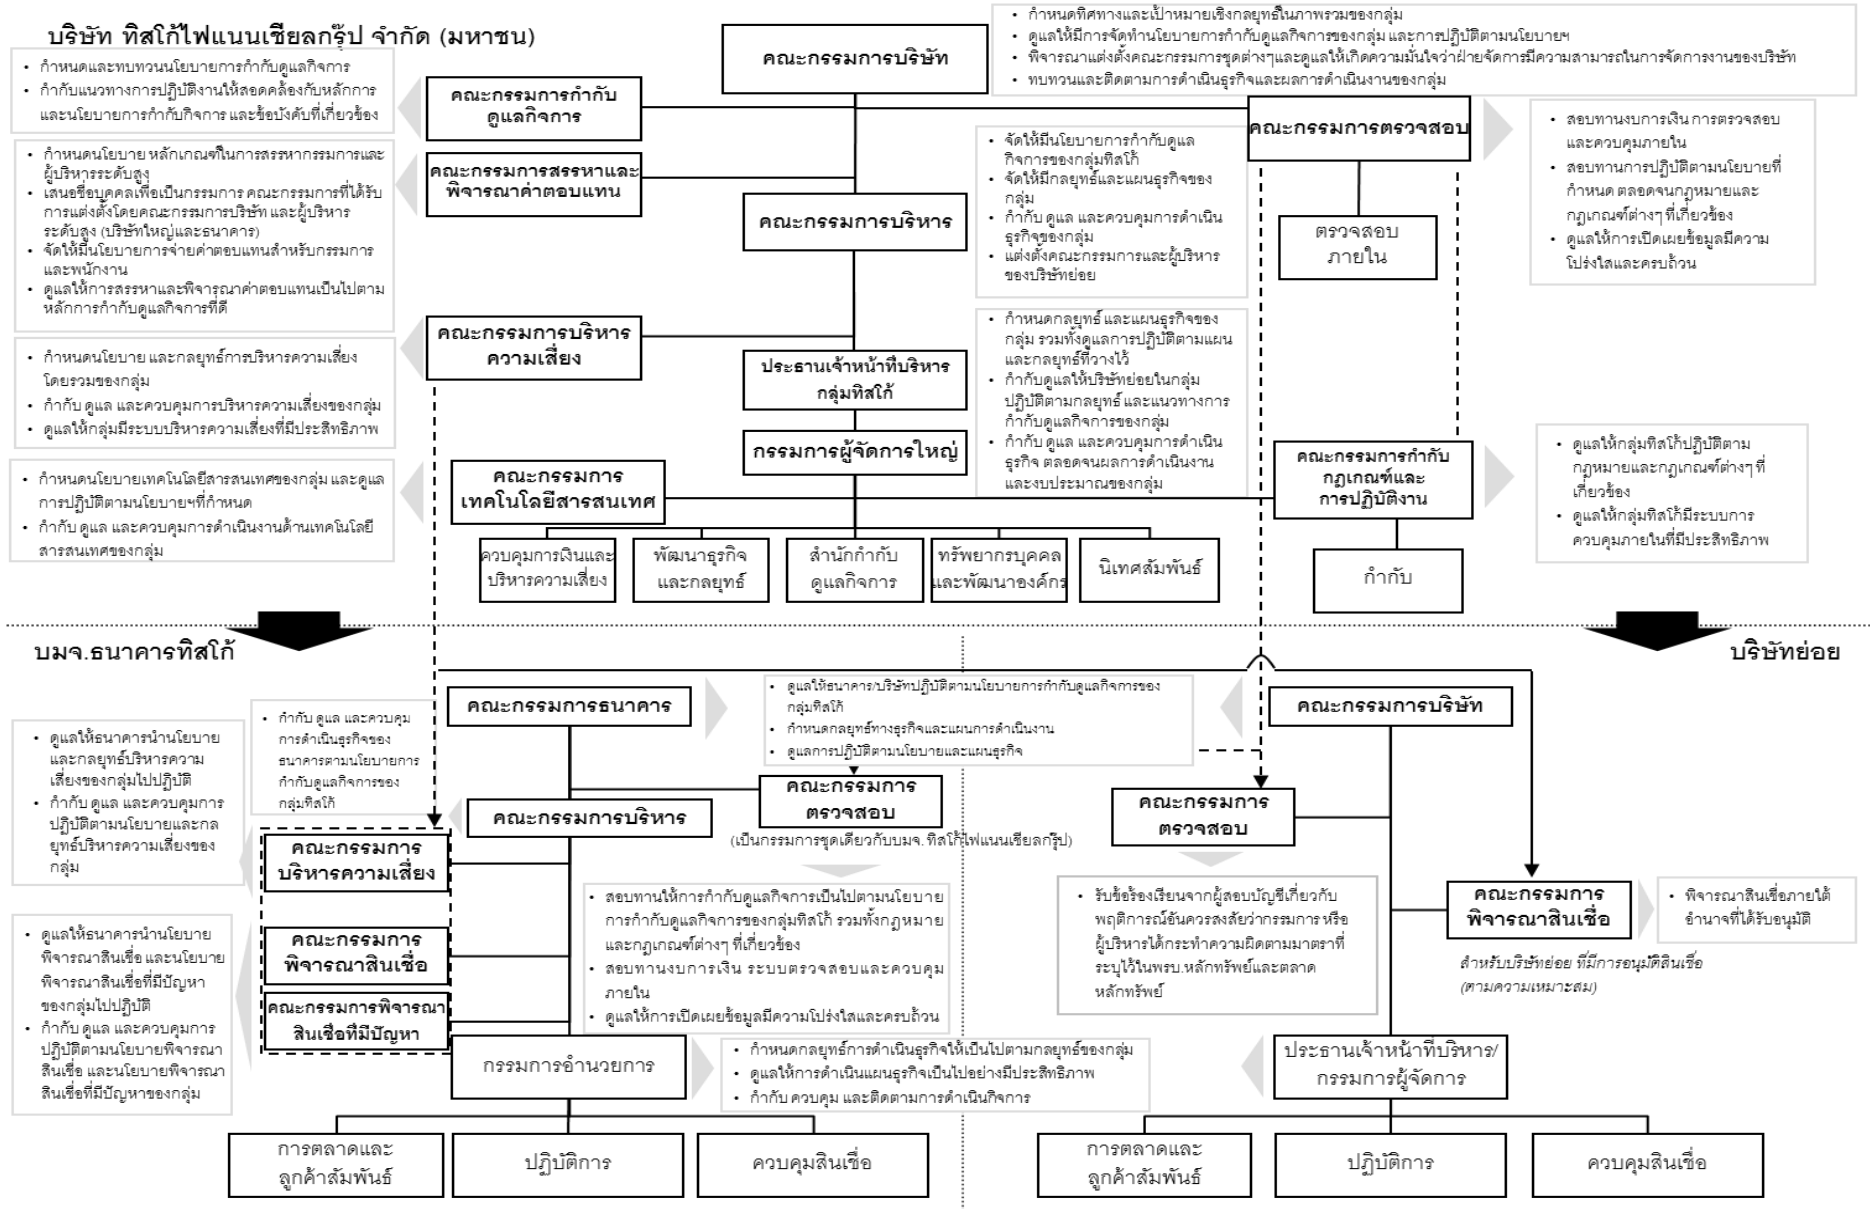 บริษัท ทิสโก้ไฟแนนเชียลกรุ๊ป จำกัด (มหาชน)
คณะกรรมการบริษัท
• กำหนดทิศทางและเป้าหมายเชิงกลยุทธ์ในภาพรวมของกลุ่ม
• ดูแลให้มีการจัดทำนโยบายการกำกับดูแลกิจการของกลุ่ม และการปฏิบัติตามนโยบายฯ
• พิจารณาแต่งตั้งคณะกรรมการชุดต่างๆและดูแลให้เกิดความมั่นใจว่าฝ่ายจัดการมีความสามารถในการจัดการงานของบริษัท
• ทบทวนและติดตามการดำเนินธุรกิจและผลการดำเนินงานของกลุ่ม
• กำหนดและทบทวนนโยบายการกำกับดูแลกิจการ
• กำกับแนวทางการปฏิบัติงานให้สอดคล้องกับหลักการ
และนโยบายการกำกับกิจการ และข้อบังคับที่เกี่ยวข้อง
คณะกรรมการกำกับ
ดูแลกิจการ
• กำหนดนโยบาย หลักเกณฑ์ในการสรรหากรรมการและ
ผู้บริหารระดับสูง
• เสนอชื่อบุคคลเพื่อเป็นกรรมการ คณะกรรมการที่ได้รับ
การแต่งตั้งโดยคณะกรรมการบริษัท และผู้บริหาร
ระดับสูง (บริษัทใหญ่และธนาคาร)
• จัดให้มีนโยบายการจ่ายค่าตอบแทนสำหรับกรรมการ
และพนักงาน
• ดูแลให้การสรรหาและพิจารณาค่าตอบแทนเป็นไปตาม
หลักการกำกับดูแลกิจการที่ดี
คณะกรรมการสรรหาและ
พิจารณาค่าตอบแทน
คณะกรรมการบริหาร
• จัดให้มีนโยบายการกำกับดูแล
กิจการของกลุ่มทิสโก้
• จัดให้มีกลยุทธ์และแผนธุรกิจของ
กลุ่ม
• กำกับ ดูแล และควบคุมการดำเนิน
ธุรกิจของกลุ่ม
• แต่งตั้งคณะกรรมการและผู้บริหาร
ของบริษัทย่อย
คณะกรรมการตรวจสอบ
ตรวจสอบ
ภายใน
• สอบทานงบการเงิน การตรวจสอบ
และควบคุมภายใน
• สอบทานการปฏิบัติตามนโยบายที่
กำหนด ตลอดจนกฎหมายและ
กฎเกณฑ์ต่างๆ ที่เกี่ยวข้อง
• ดูแลให้การเปิดเผยข้อมูลมีความ
โปร่งใสและครบถ้วน
• กำหนดนโยบาย และกลยุทธ์การบริหารความเสี่ยง
โดยรวมของกลุ่ม
• กำกับ ดูแล และควบคุมการบริหารความเสี่ยงของกลุ่ม
• ดูแลให้กลุ่มมีระบบบริหารความเสี่ยงที่มีประสิทธิภาพ
คณะกรรมการบริหาร
ความเสี่ยง
ประธานเจ้าหน้าที่บริหาร
กลุ่มทิสโก้
กรรมการผู้จัดการใหญ่
• กำหนดกลยุทธ์ และแผนธุรกิจของ
กลุ่ม รวมทั้งดูแลการปฏิบัติตามแผน
และกลยุทธ์ที่วางไว้
• กำกับดูแลให้บริษัทย่อยในกลุ่ม
ปฏิบัติตามกลยุทธ์ และแนวทางการ
กำกับดูแลกิจการของกลุ่ม
• กำกับ ดูแล และควบคุมการดำเนิน
ธุรกิจ ตลอดจนผลการดำเนินงาน
และงบประมาณของกลุ่ม
• กำหนดนโยบายเทคโนโลยีสารสนเทศของกลุ่ม และดูแล
การปฏิบัติตามนโยบายฯที่กำหนด
• กำกับ ดูแล และควบคุมการดำเนินงานด้านเทคโนโลยี
สารสนเทศของกลุ่ม
คณะกรรมการ
เทคโนโลยีสารสนเทศ
คณะกรรมการกำกับ
กฎเกณฑ์และ
การปฏิบัติงาน
กำกับ
• ดูแลให้กลุ่มทิสโก้ปฏิบัติตาม
กฎหมายและกฎเกณฑ์ต่างๆ ที่
เกี่ยวข้อง
• ดูแลให้กลุ่มทิสโก้มีระบบการ
ควบคุมภายในที่มีประสิทธิภาพ
ควบคุมการเงินและ
บริหารความเสี่ยง
พัฒนาธุรกิจ
และกลยุทธ์
สำนักกำกับ
ดูแลกิจการ
ทรัพยากรบุคคล
และพัฒนาองค์กร
นิเทศสัมพันธ์
บมจ.ธนาคารทิสโก้
บริษัทย่อย
คณะกรรมการธนาคาร
• ดูแลให้ธนาคาร/บริษัทปฏิบัติตามนโยบายการกำกับดูแลกิจการของ
กลุ่มทิสโก้
• กำหนดกลยุทธ์ทางธุรกิจและแผนการดำเนินงาน
• ดูแลการปฏิบัติตามนโยบายและแผนธุรกิจ
คณะกรรมการบริษัท
• ดูแลให้ธนาคารนำนโยบาย
และกลยุทธ์บริหารความ
เสี่ยงของกลุ่มไปปฏิบัติ
• กำกับ ดูแล และควบคุมการ
ปฏิบัติตามนโยบายและกล
ยุทธ์บริหารความเสี่ยงของ
กลุ่ม
• กำกับ ดูแล และควบคุม
การดำเนินธุรกิจของ
ธนาคารตามนโยบายการ
กำกับดูแลกิจการของ
กลุ่มทิสโก้
คณะกรรมการบริหาร
คณะกรรมการ
ตรวจสอบ
(เป็นกรรมการชุดเดียวกับบมจ. ทิสโก้ไฟแนนเชียลกรุ๊ป)
คณะกรรมการ
ตรวจสอบ
คณะกรรมการ
บริหารความเสี่ยง
คณะกรรมการ
พิจารณาสินเชื่อ
คณะกรรมการพิจารณา
สินเชื่อที่มีปัญหา
• ดูแลให้ธนาคารนำนโยบาย
พิจารณาสินเชื่อ และนโยบาย
พิจารณาสินเชื่อที่มีปัญหา
ของกลุ่มไปปฏิบัติ
• กำกับ ดูแล และควบคุมการ
ปฏิบัติตามนโยบายพิจารณา
สินเชื่อ และนโยบายพิจารณา
สินเชื่อที่มีปัญหาของกลุ่ม
• สอบทานให้การกำกับดูแลกิจการเป็นไปตามนโยบาย
การกำกับดูแลกิจการของกลุ่มทิสโก้ รวมทั้งกฎหมาย
และกฎเกณฑ์ต่างๆ ที่เกี่ยวข้อง
• สอบทานงบการเงิน ระบบตรวจสอบและควบคุม
ภายใน
• ดูแลให้การเปิดเผยข้อมูลมีความโปร่งใสและครบถ้วน
• รับข้อร้องเรียนจากผู้สอบบัญชีเกี่ยวกับ
พฤติการณ์อันควรสงสัยว่ากรรมการ หรือ
ผู้บริหารได้กระทำความผิดตามมาตราที่
ระบุไว้ในพรบ.หลักทรัพย์และตลาด
หลักทรัพย์
คณะกรรมการ
พิจารณาสินเชื่อ
• พิจารณาสินเชื่อภายใต้
อำนาจที่ได้รับอนุมัติ
สำหรับบริษัทย่อย ที่มีการอนุมัติสินเชื่อ
(ตามความเหมาะสม)
กรรมการอำนวยการ
• กำหนดกลยุทธ์การดำเนินธุรกิจให้เป็นไปตามกลยุทธ์ของกลุ่ม
• ดูแลให้การดำเนินแผนธุรกิจเป็นไปอย่างมีประสิทธิภาพ
• กำกับ ควบคุม และติดตามการดำเนินกิจการ
ประธานเจ้าหน้าที่บริหาร/
กรรมการผู้จัดการ
การตลาดและ
ลูกค้าสัมพันธ์
ปฏิบัติการ
ควบคุมสินเชื่อ
การตลาดและ
ลูกค้าสัมพันธ์
ปฏิบัติการ
ควบคุมสินเชื่อ